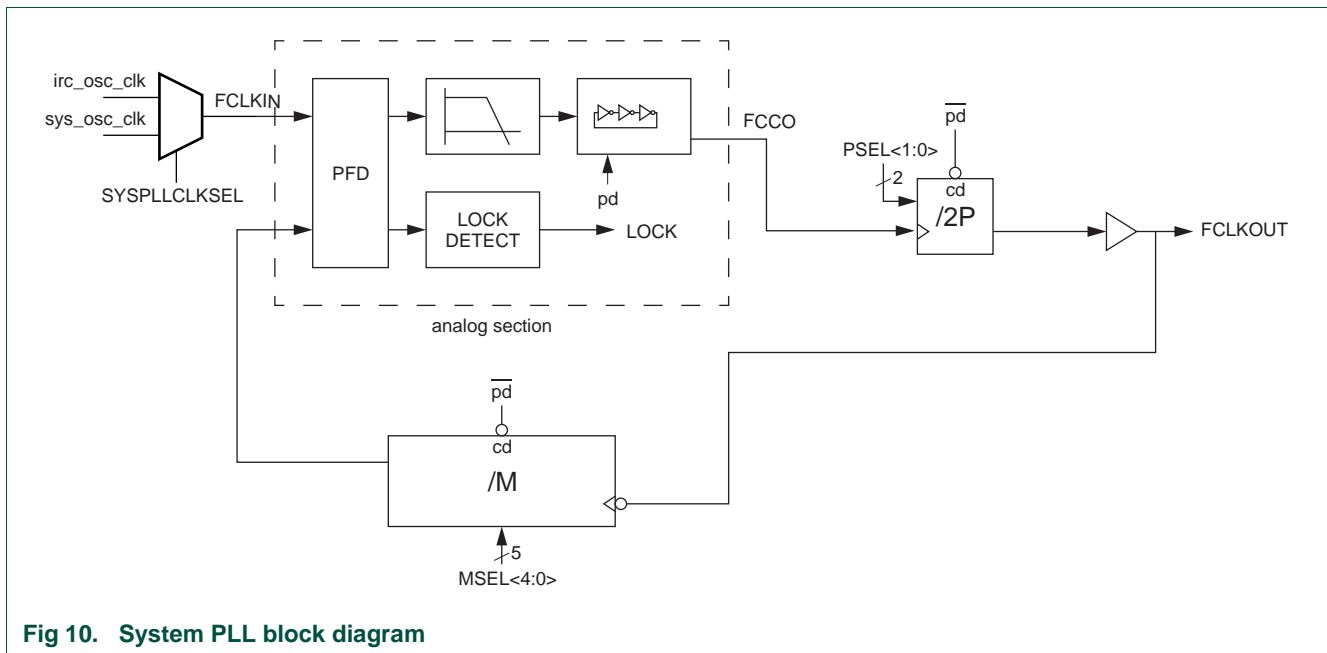 irc_osc_clk
sys_osc_clk
SYSPLLCLKSEL
FCLKIN
PFD
LOCK
DETECT
LOCK
pd
analog section
FCCO
PSEL<1:0>
2
pd
cd
/2P
FCLKOUT
pd
cd
/M
5
MSEL<4:0>
Fig 10. System PLL block diagram